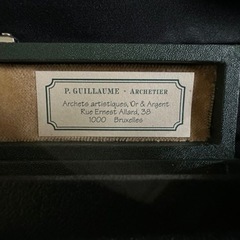 P. GUILLAUME · ARCHETIER
Archets artistiques, Or & Argent
Rue Ernest Allard, 38
1000 Bruxelles